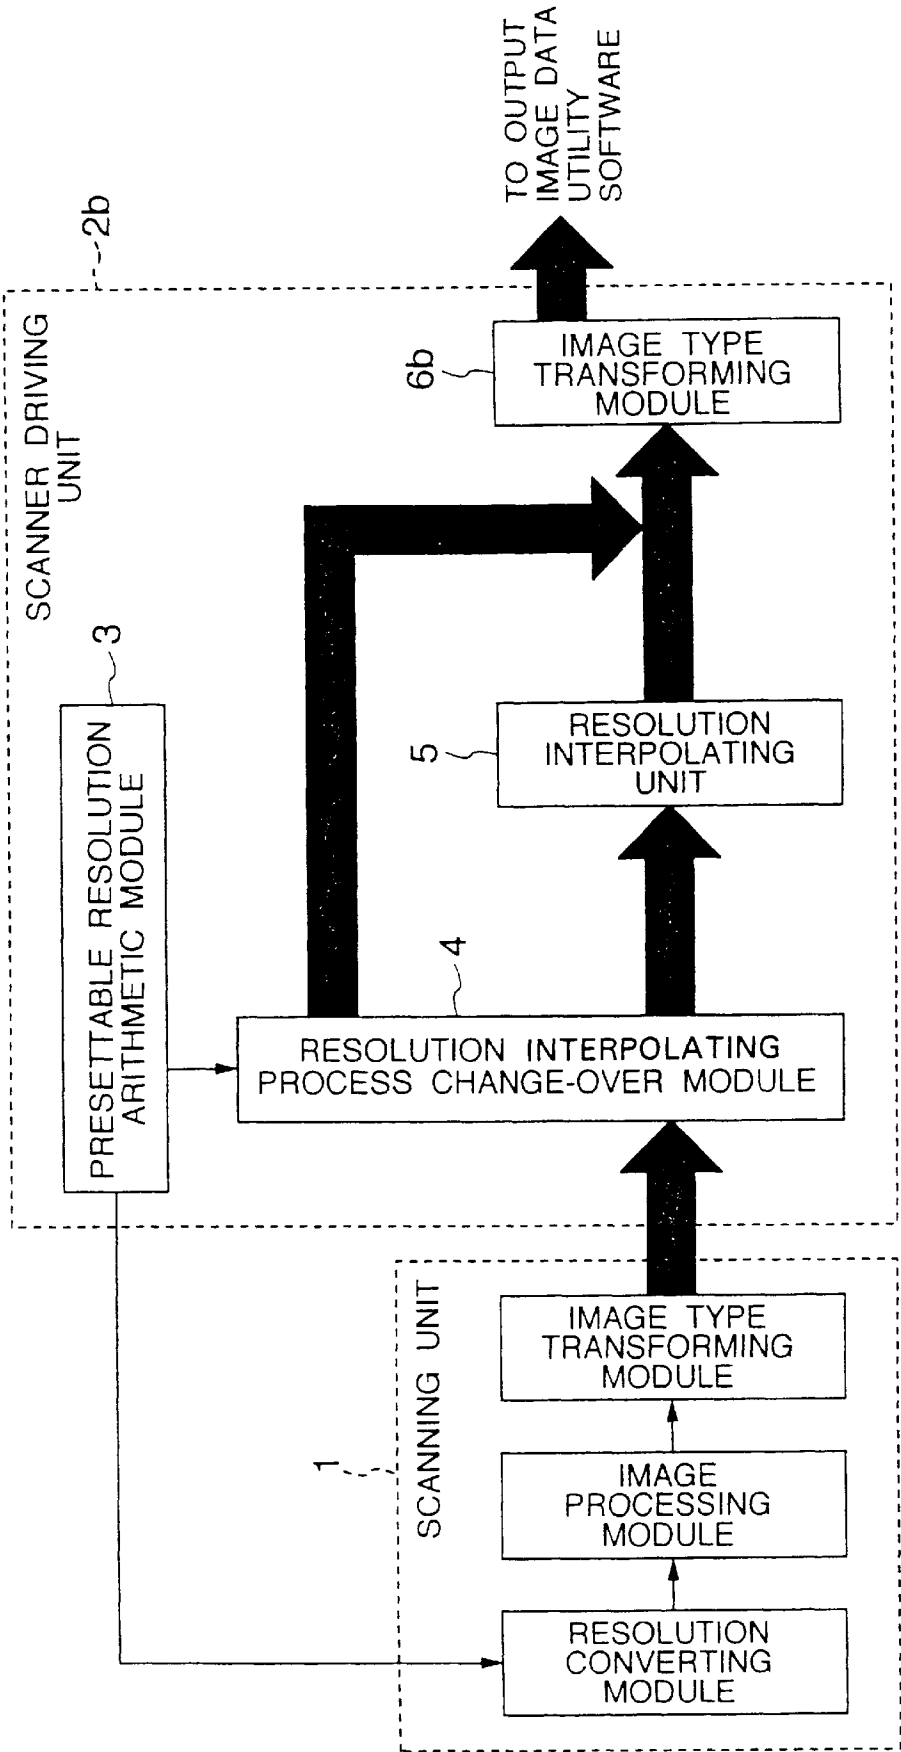 SCANNING UNIT
1
RESOLUTION
CONVERTING
MODULE
IMAGE
PROCESSING
MODULE
IMAGE TYPE
TRANSFORMING
MODULE
SCANNER DRIVING
UNIT
2b
PRESETTABLE RESOLUTION
ARITHMETIC MODULE
3
RESOLUTION INTERPOLATING
PROCESS CHANGE-OVER MODULE
4
RESOLUTION
INTERPOLATING
UNIT
5
IMAGE TYPE
TRANSFORMING
MODULE
6b
TO OUTPUT
IMAGE DATA
UTILITY
SOFTWARE